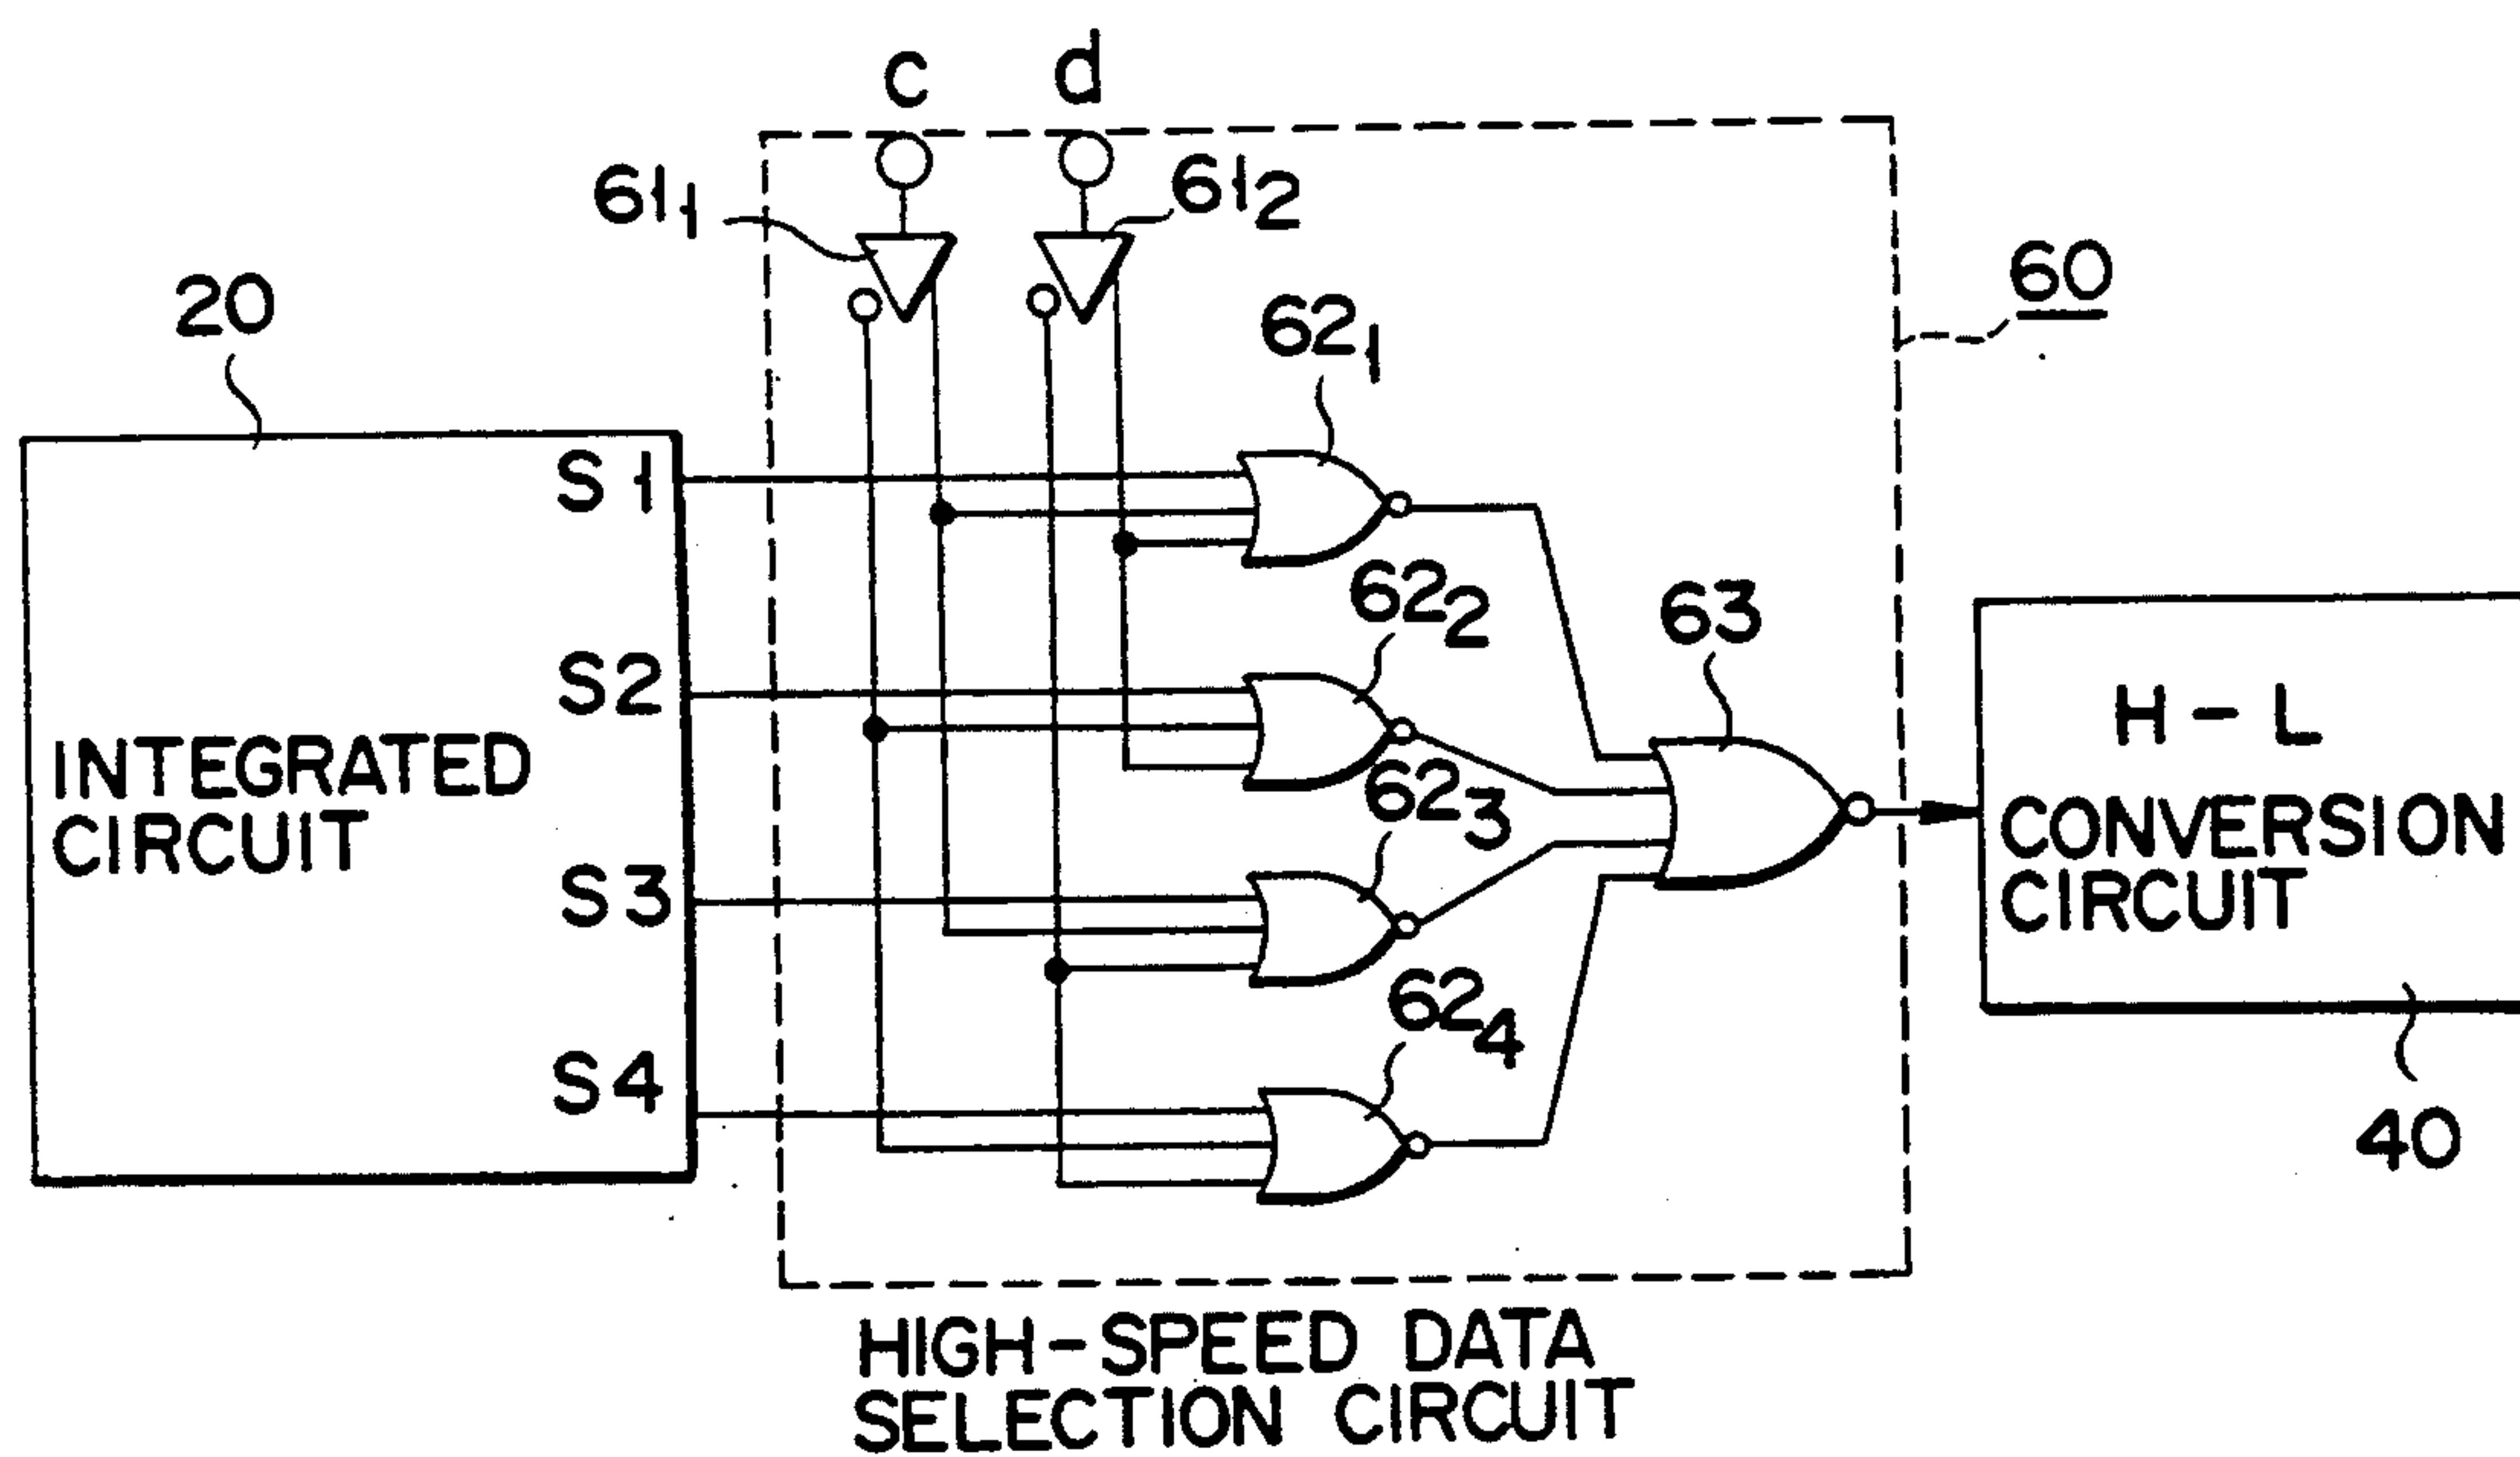 c d
61₁
61₂
20
60
62₁
S1
62₂
63
S2
H-L
INTEGRATED
CIRCUIT
62₃
CONVERSION
CIRCUIT
S3
62₄
S4
40
HIGH-SPEED DATA
SELECTION CIRCUIT